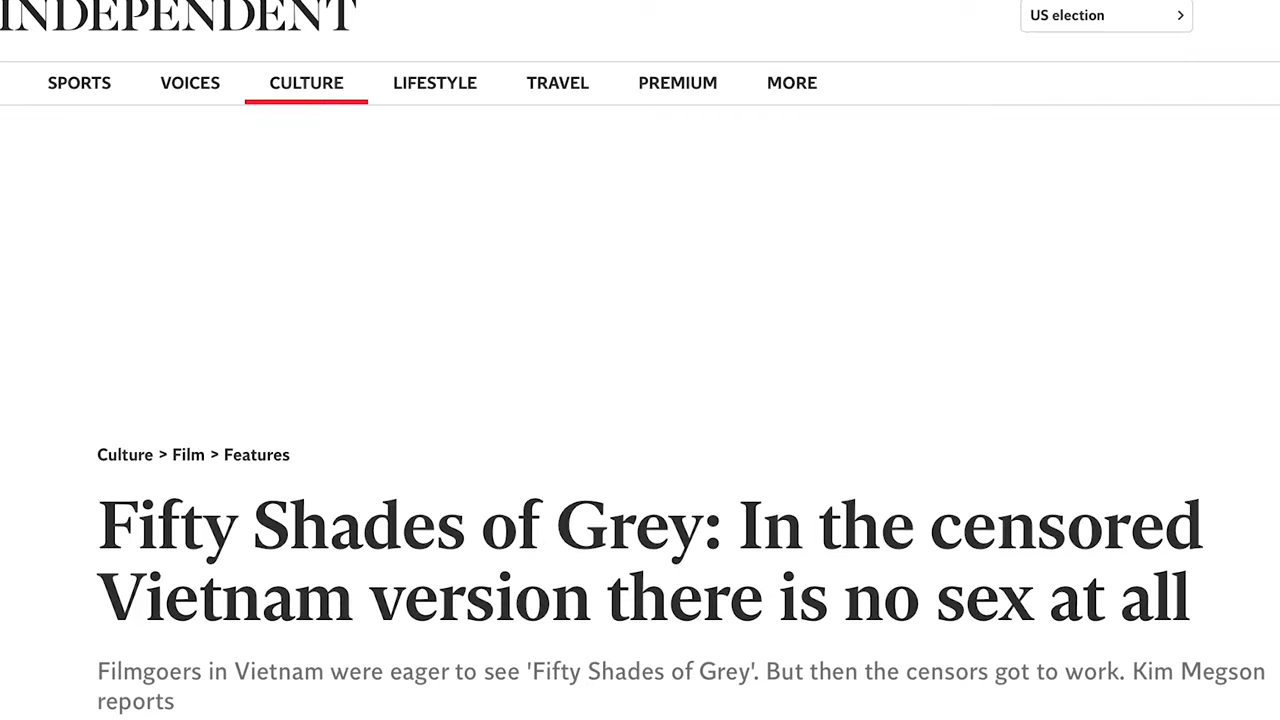 INDEPENDENT
US election
SPORTS VOICES CULTURE LIFESTYLE TRAVEL PREMIUM MORE
Culture > Film > Features
Fifty Shades of Grey: In the censored
Vietnam version there is no sex at all
Filmgoers in Vietnam were eager to see 'Fifty Shades of Grey'. But then the censors got to work. Kim Megson
reports